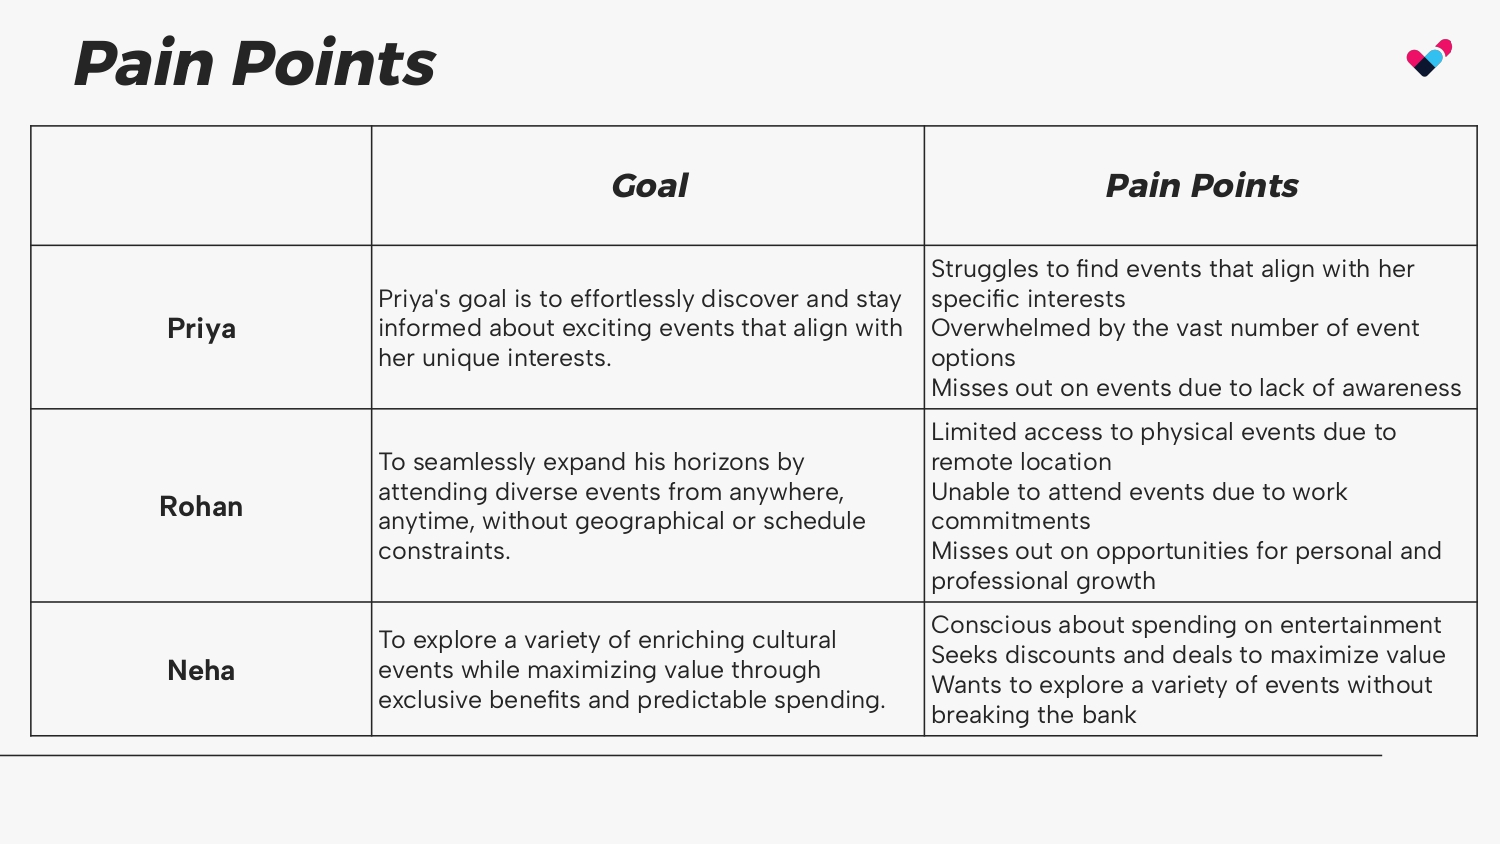 Pain Points
Goal
Pain Points
Priya
Priya's goal is to effortlessly discover and stay
informed about exciting events that align with
her unique interests.
Struggles to find events that align with her
specific interests
Overwhelmed by the vast number of event
options
Misses out on events due to lack of awareness
Rohan
To seamlessly expand his horizons by
attending diverse events from anywhere,
anytime, without geographical or schedule
constraints.
Limited access to physical events due to
remote location
Unable to attend events due to work
commitments
Misses out on opportunities for personal and
professional growth
Neha
To explore a variety of enriching cultural
events while maximizing value through
exclusive benefits and predictable spending.
Conscious about spending on entertainment
Seeks discounts and deals to maximize value
Wants to explore a variety of events without
breaking the bank